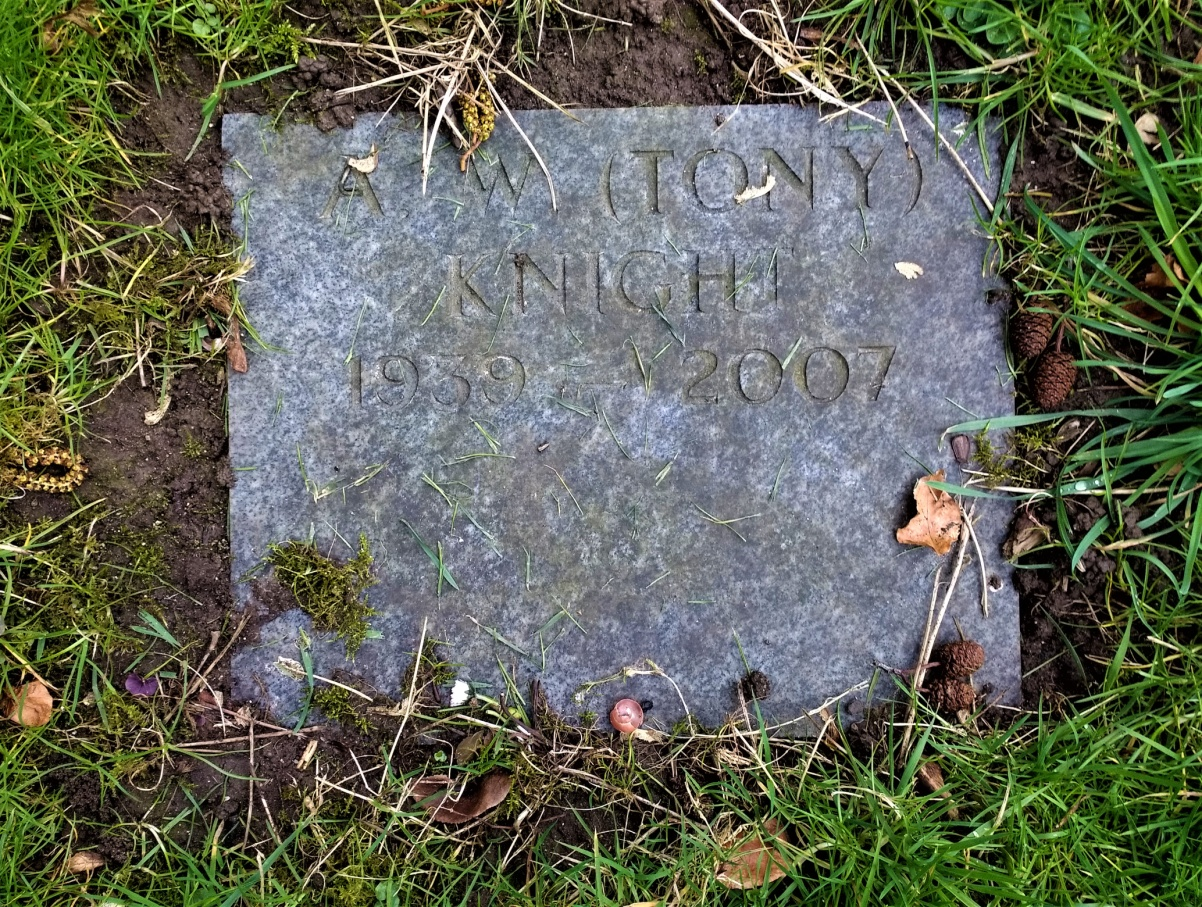 A. W (TONY)
KNIGHT
1939 — 2007